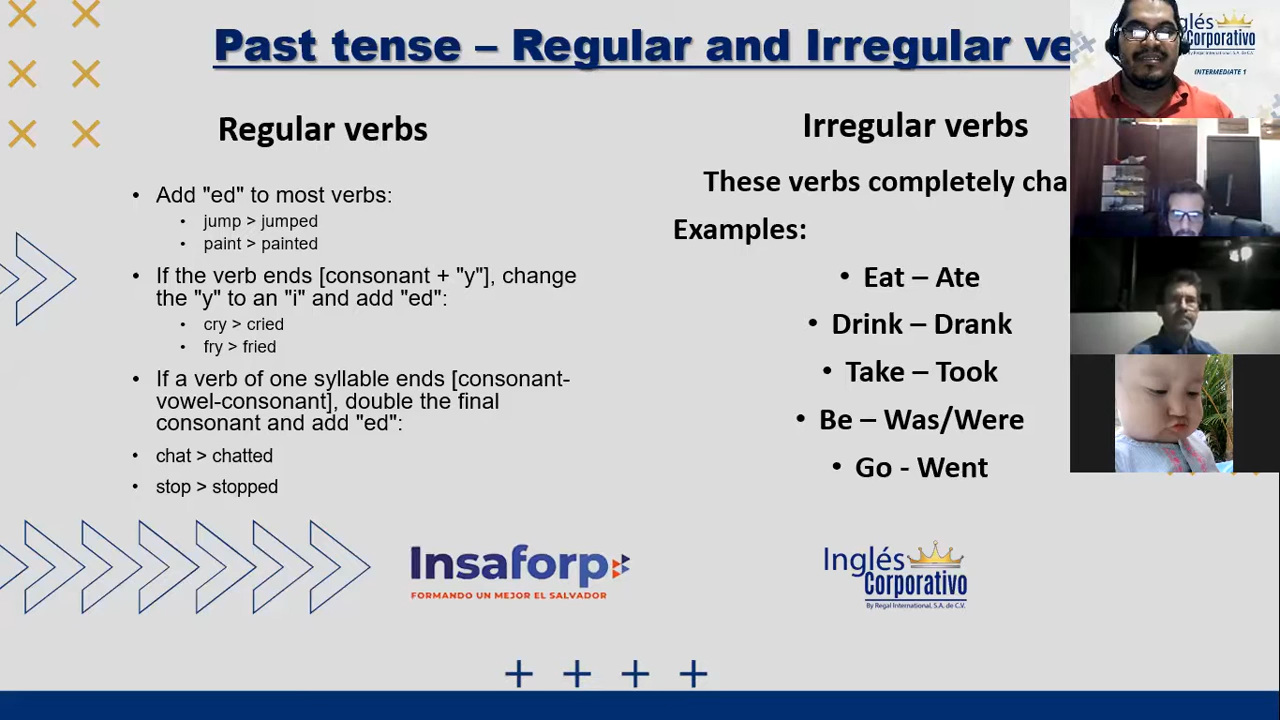 Past tense – Regular and Irregular ve
glés
Corporativo
INTERMEDIATE 1
Regular verbs
• Add "ed" to most verbs:
• jump > jumped
• paint > painted
• If the verb ends [consonant + "y"], change
the "y" to an "i" and add "ed":
• cry > cried
• fry > fried
• If a verb of one syllable ends [consonant-
vowel-consonant], double the final
consonant and add "ed":
• chat > chatted
• stop > stopped
Irregular verbs
These verbs completely cha
Examples:
• Eat – Ate
• Drink – Drank
• Take – Took
• Be – Was/Were
• Go - Went
Insaforp
FORMANDO UN MEJOR EL SALVADOR
Inglés
Corporativo
By Regal International, S.A. de C.V.